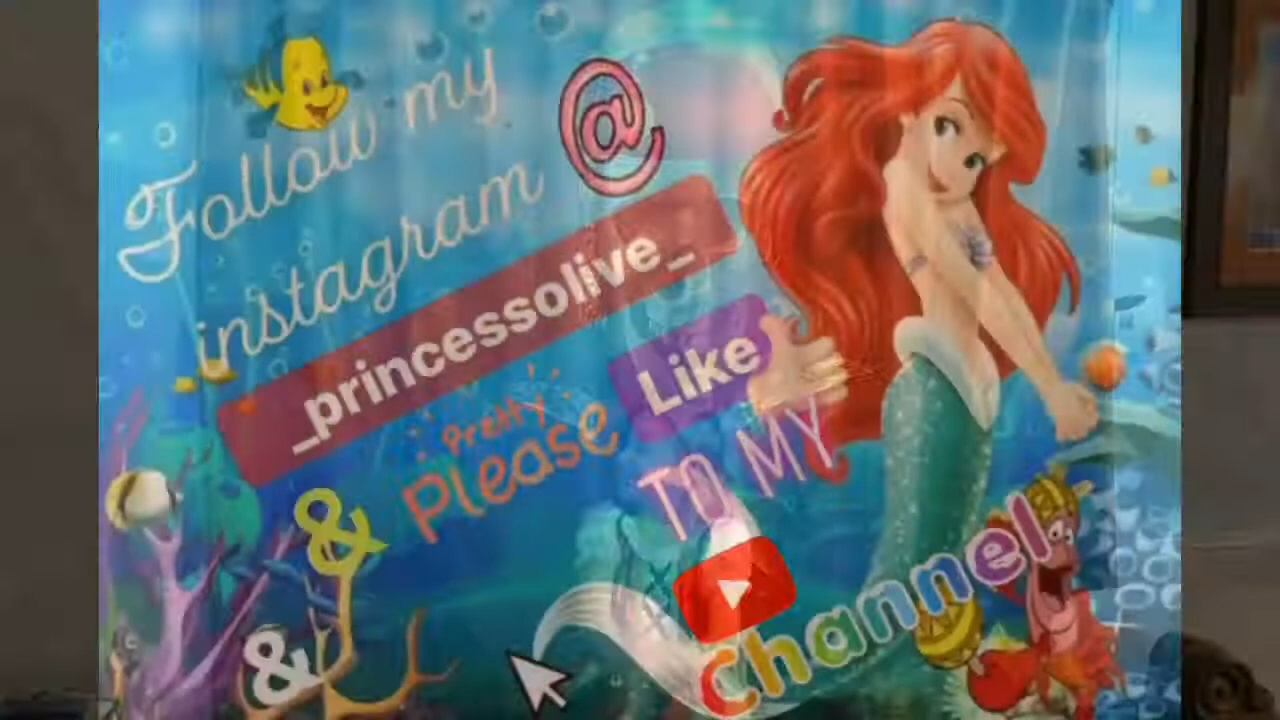 Follow my
instagram @
_princessolive_
& Pretty
Please Like
TO MY
& Channel